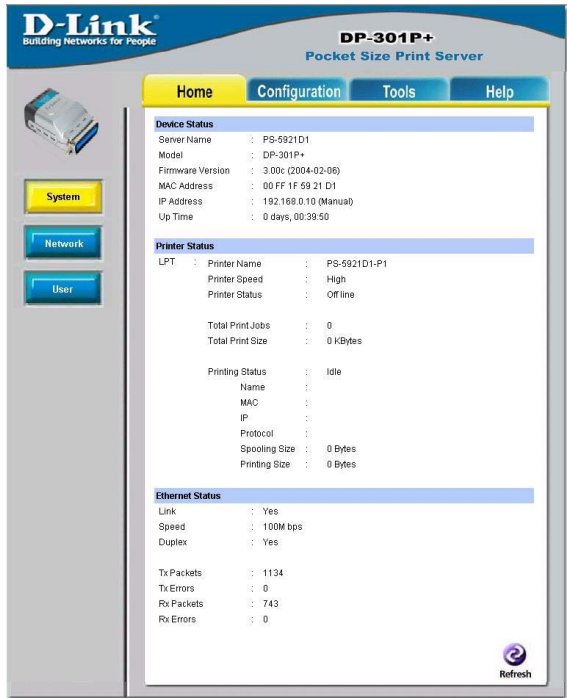 D-Link
Building Networks for People
DP-301P+
Pocket Size Print Server
Home Configuration Tools Help
System
Network
User
Device Status
Server Name : PS-5921D1
Model : DP-301P+
Firmware Version : 3.00c (2004-02-06)
MAC Address : 00 FF 1F 59 21 D1
IP Address : 192.168.0.10 (Manual)
Up Time : 0 days, 00:39:50
Printer Status
LPT : Printer Name : PS-5921D1-P1
Printer Speed : High
Printer Status : Off line
Total Print Jobs : 0
Total Print Size : 0 KBytes
Printing Status : Idle
Name :
MAC :
IP :
Protocol :
Spooling Size : 0 Bytes
Printing Size : 0 Bytes
Ethernet Status
Link : Yes
Speed : 100M bps
Duplex : Yes
Tx Packets : 1134
Tx Errors : 0
Rx Packets : 743
Rx Errors : 0
Refresh